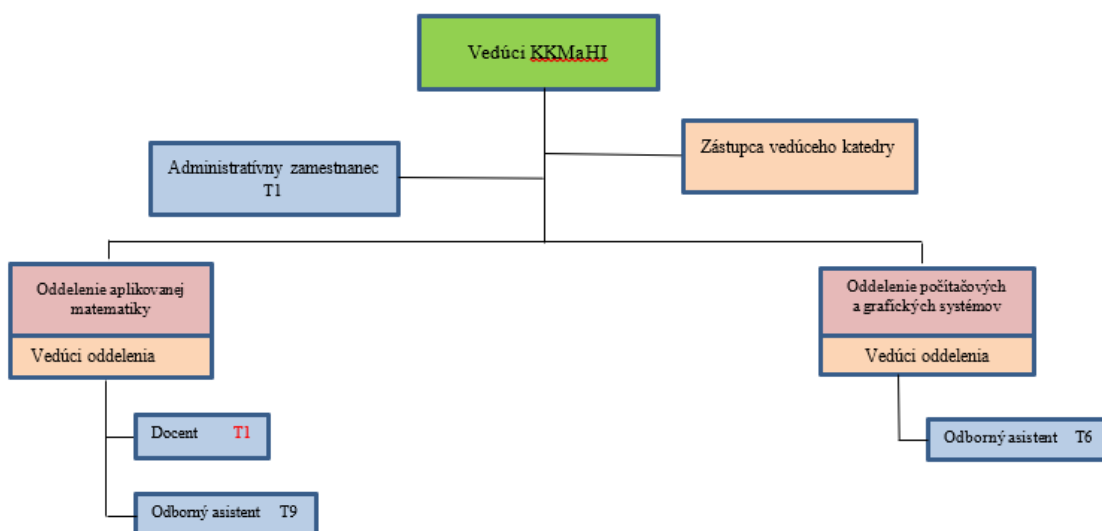 Vedúci KKMaHI
Zástupca vedúceho katedry
Administratívny zamestnanec
T1
Oddelenie aplikovanej
matematiky
Vedúci oddelenia
Docent T1
Odborný asistent T9
Oddelenie počítačových
a grafických systémov
Vedúci oddelenia
Odborný asistent T6